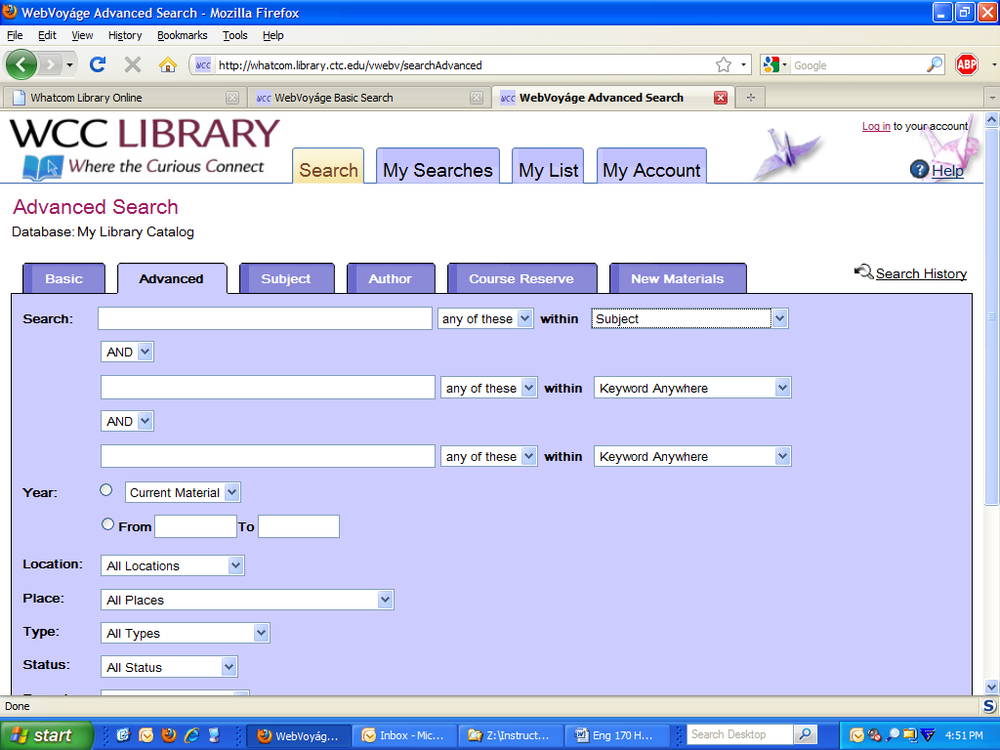 WebVoyáge Advanced Search - Mozilla Firefox
File Edit View History Bookmarks Tools Help
wcc http://whatcom.library.ctc.edu/vwebv/searchAdvanced Google ABP
Whatcom Library Online wcc WebVoyáge Basic Search wcc WebVoyáge Advanced Search
WCC LIBRARY
Where the Curious Connect
Search My Searches My List My Account
Log in to your account
? Help
Advanced Search
Database: My Library Catalog
Basic Advanced Subject Author Course Reserve New Materials
Search History
Search: any of these within Subject
AND
any of these within Keyword Anywhere
AND
any of these within Keyword Anywhere
Year: Current Material
From To
Location: All Locations
Place: All Places
Type: All Types
Status: All Status
Done S
start WebVoyág... Inbox - Mic... Z:\Instruct... Eng 170 H... Search Desktop 4:51 PM